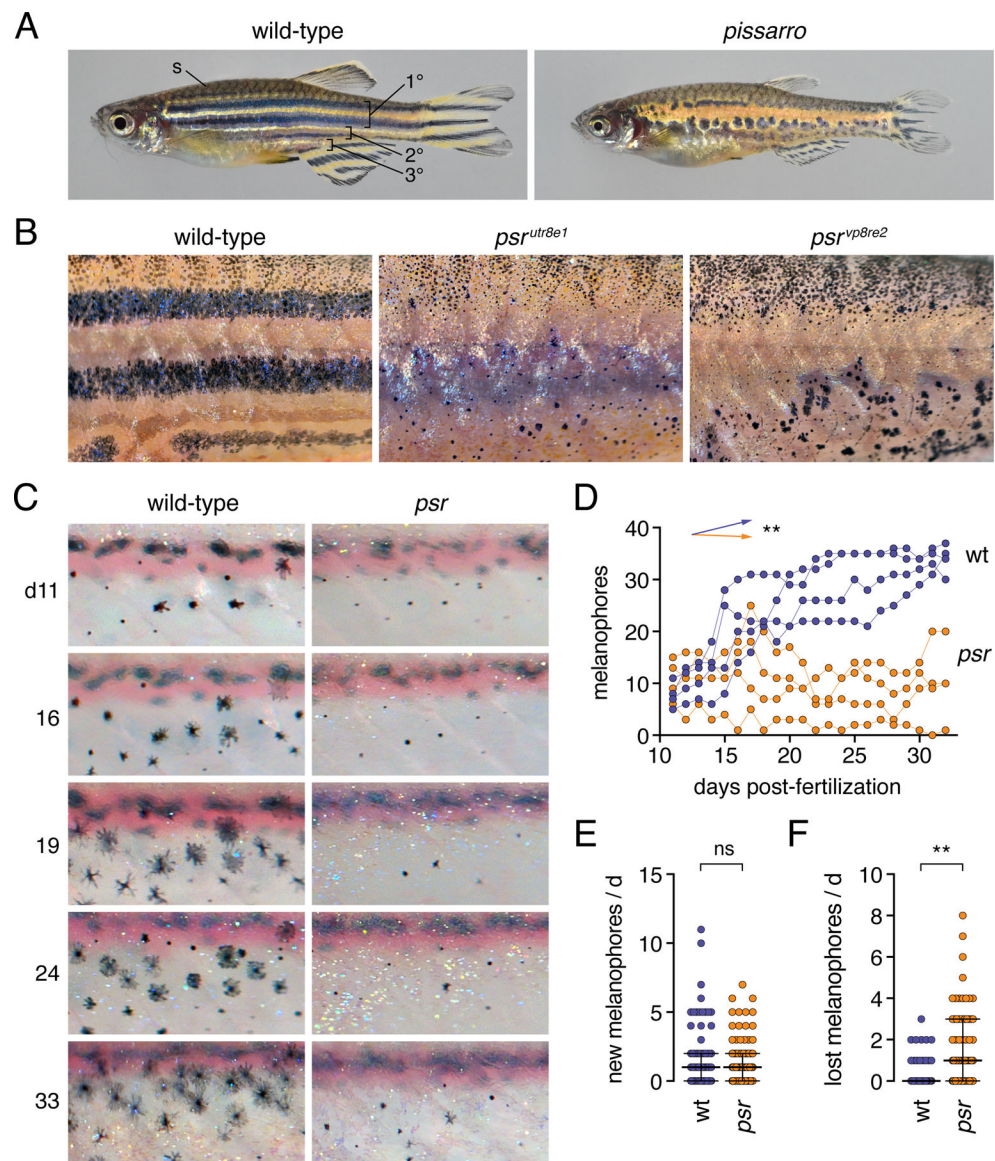 A
wild-type
pissarro
s
1°
2°
3°
B
wild-type
psr^utr8e1
psr^vp8re2
C
wild-type
psr
d11
16
19
24
33
D
**
melanophores
40
30
20
10
0
10
15
20
25
30
days post-fertilization
wt
psr
E
ns
new melanophores / d
15
10
5
0
wt
psr
F
**
lost melanophores / d
10
8
6
4
2
0
wt
psr